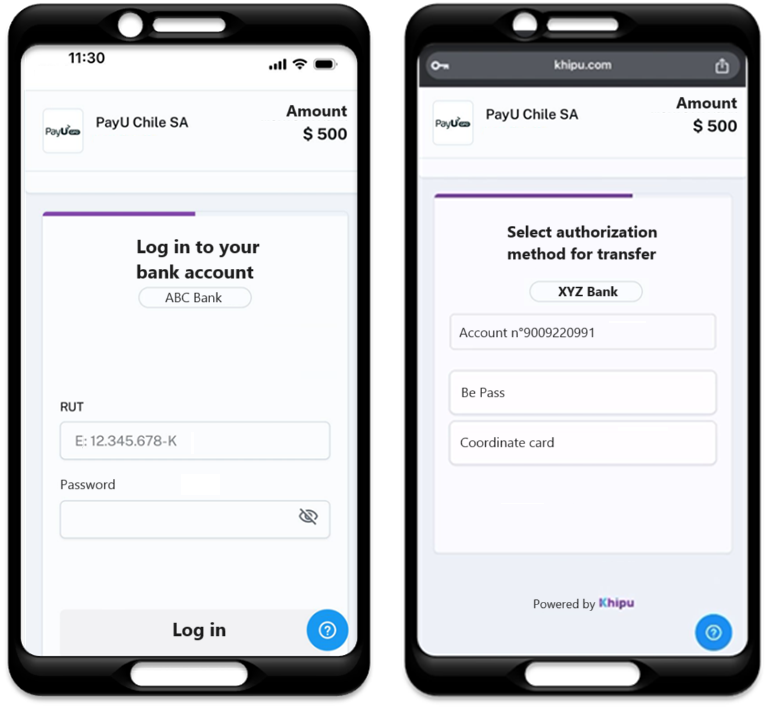 11:30
PayU GPO
PayU Chile SA
Amount
$ 500
Log in to your
bank account
ABC Bank
RUT
E: 12.345.678-K
Password
Log in
khipu.com
PayU GPO
PayU Chile SA
Amount
$ 500
Select authorization
method for transfer
XYZ Bank
Account n°9009220991
Be Pass
Coordinate card
Powered by Khipu